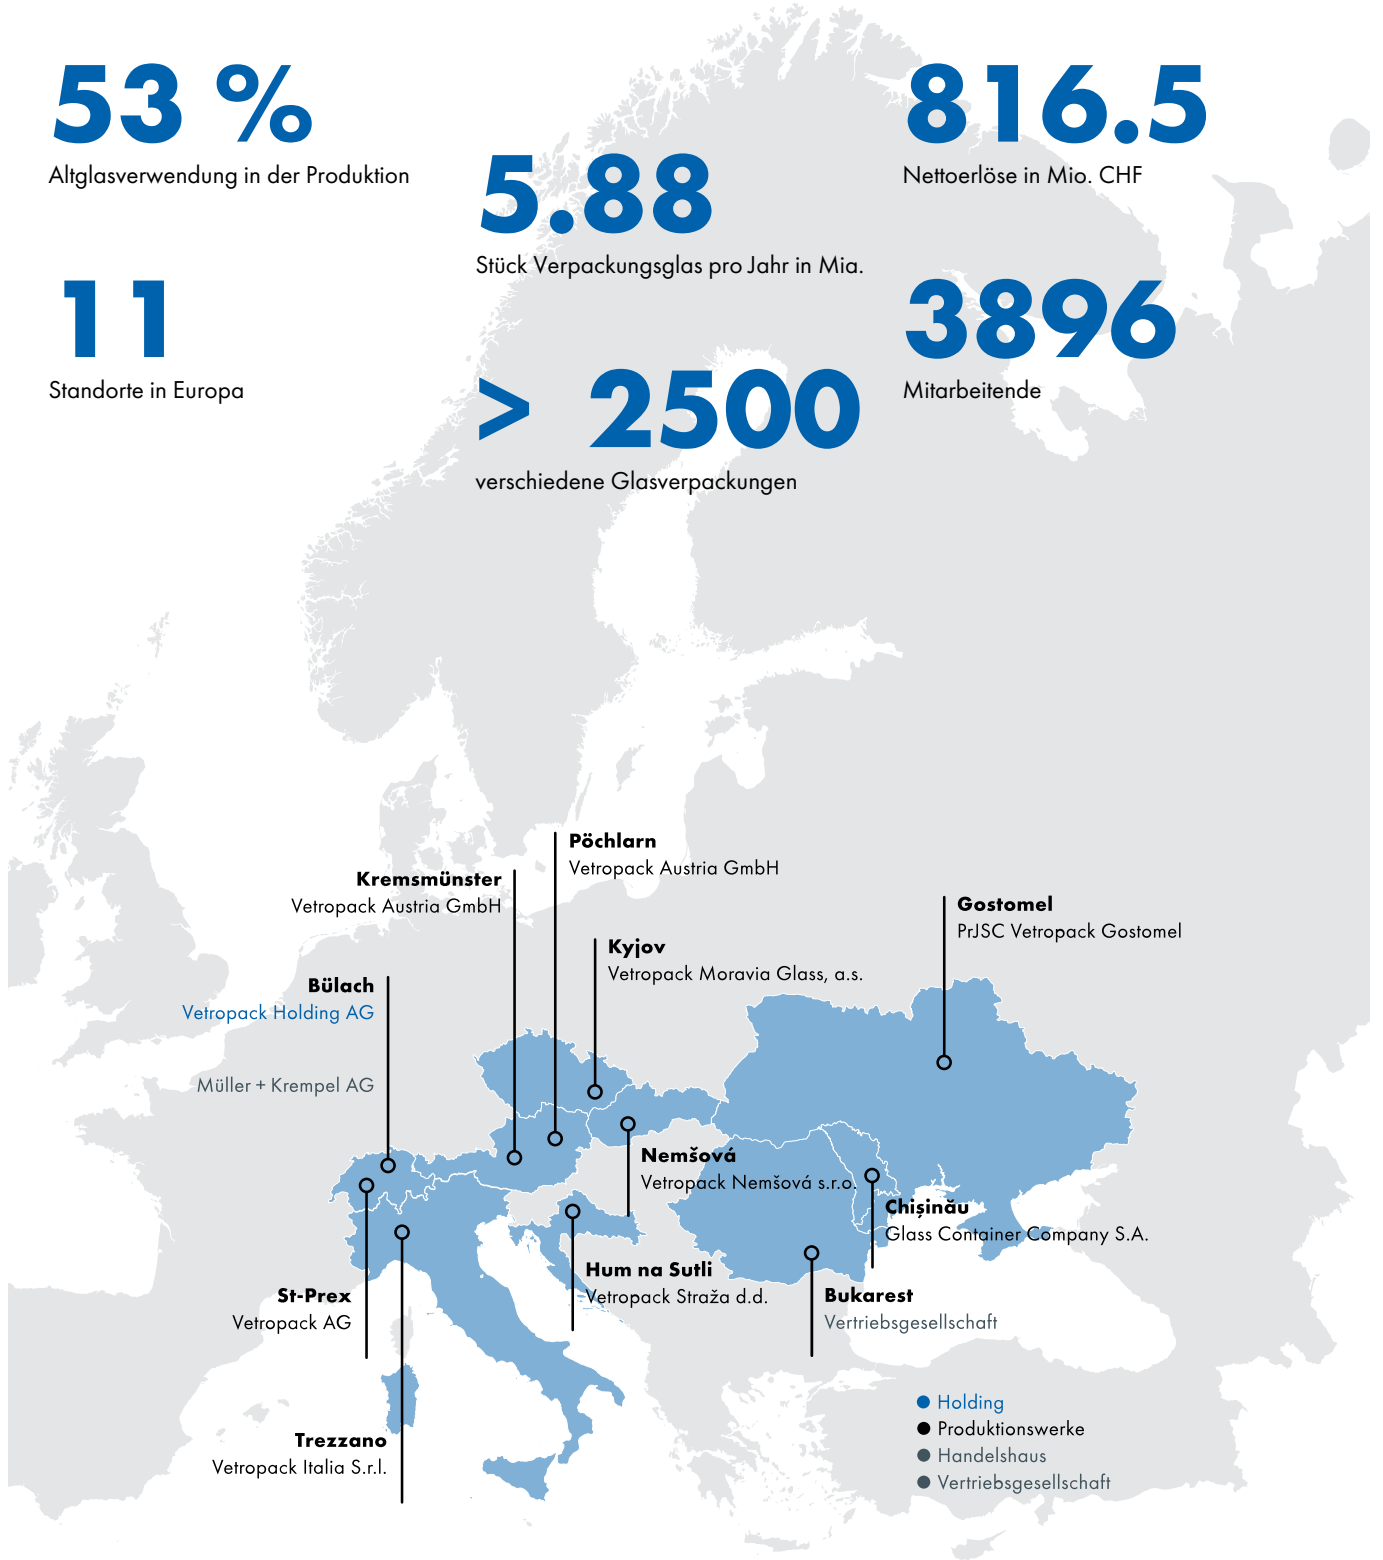 53 %
Altglasverwendung in der Produktion
816.5
Nettoerlöse in Mio. CHF
5.88
Stück Verpackungsglas pro Jahr in Mia.
11
Standorte in Europa
3896
Mitarbeitende
> 2500
verschiedene Glasverpackungen
Pöchlarn
Vetropack Austria GmbH
Kremsmünster
Vetropack Austria GmbH
Gostomel
PrJSC Vetropack Gostomel
Kyjov
Vetropack Moravia Glass, a.s.
Bülach
Vetropack Holding AG
Müller + Krempel AG
Nemšová
Vetropack Nemšová s.r.o.
Chișinău
Glass Container Company S.A.
Hum na Sutli
Vetropack Straža d.d.
St-Prex
Vetropack AG
Bukarest
Vertriebsgesellschaft
Trezzano
Vetropack Italia S.r.l.
Holding
Produktionswerke
Handelshaus
Vertriebsgesellschaft